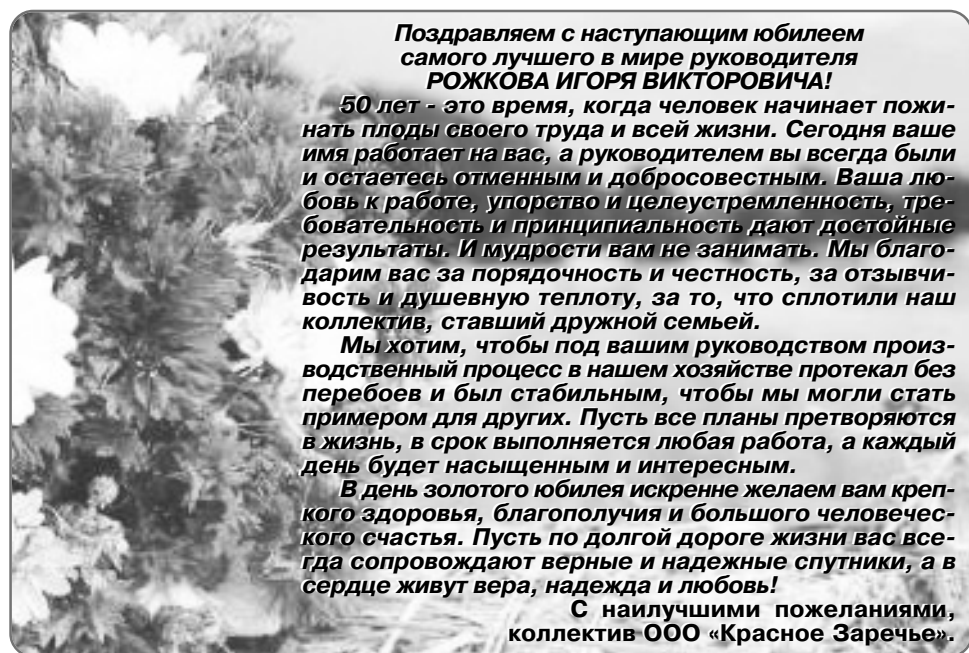 Поздравляем с наступающим юбилеем
самого лучшего в мире руководителя
РОЖКОВА ИГОРЯ ВИКТОРОВИЧА!
50 лет - это время, когда человек начинает пожи-
нать плоды своего труда и всей жизни. Сегодня ваше
имя работает на вас, а руководителем вы всегда были
и остаетесь отменным и добросовестным. Ваша лю-
бовь к работе, упорство и целеустремленность, тре-
бовательность и принципиальность дают достойные
результаты. И мудрости вам не занимать. Мы благо-
дарим вас за порядочность и честность, за отзывчи-
вость и душевную теплоту, за то, что сплотили наш
коллектив, ставший дружной семьей.
Мы хотим, чтобы под вашим руководством произ-
водственный процесс в нашем хозяйстве протекал без
перебоев и был стабильным, чтобы мы могли стать
примером для других. Пусть все планы претворяются
в жизнь, в срок выполняется любая работа, а каждый
день будет насыщенным и интересным.
В день золотого юбилея искренне желаем вам креп-
кого здоровья, благополучия и большого человечес-
кого счастья. Пусть по долгой дороге жизни вас все-
гда сопровождают верные и надежные спутники, а в
сердце живут вера, надежда и любовь!
С наилучшими пожеланиями,
коллектив ООО «Красное Заречье».